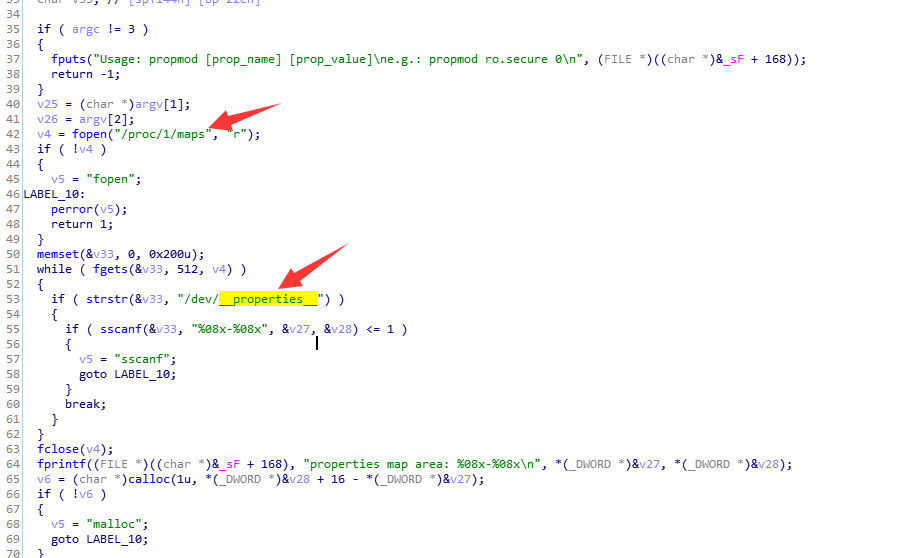 34
35 if ( argc != 3 )
36 {
37 fputs("Usage: propmod [prop_name] [prop_value]\ne.g.: propmod ro.secure 0\n", (FILE *)((char *)&_sF + 168));
38 return -1;
39 }
40 v25 = (char *)argv[1];
41 v26 = argv[2];
42 v4 = fopen("/proc/1/maps", "r");
43 if ( !v4 )
44 {
45 v5 = "fopen";
46 LABEL_10:
47 perror(v5);
48 return 1;
49 }
50 memset(&v33, 0, 0x200u);
51 while ( fgets(&v33, 512, v4) )
52 {
53 if ( strstr(&v33, "/dev/__properties__") )
54 {
55 if ( sscanf(&v33, "%08x-%08x", &v27, &v28) <= 1 )
56 {
57 v5 = "sscanf";
58 goto LABEL_10;
59 }
60 break;
61 }
62 }
63 fclose(v4);
64 fprintf((FILE *)((char *)&_sF + 168), "properties map area: %08x-%08x\n", *(_DWORD *)&v27, *(_DWORD *)&v28);
65 v6 = (char *)calloc(1u, *(_DWORD *)&v28 + 16 - *(_DWORD *)&v27);
66 if ( !v6 )
67 {
68 v5 = "malloc";
69 goto LABEL_10;
70 }